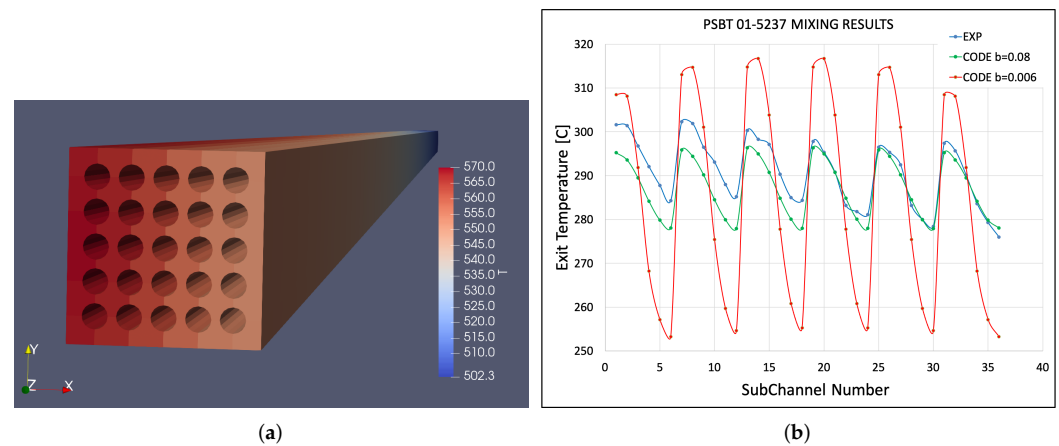 570.0
565.0
560.0
555.0
550.0
545.0
540.0
535.0
530.0
525.0
520.0
515.0
510.0
502.3
T
Y
Z
X
(a)
PSBT 01-5237 MIXING RESULTS
EXP
CODE b=0.08
CODE b=0.006
Exit Temperature [C]
320
310
300
290
280
270
260
250
0 5 10 15 20 25 30 35 40
SubChannel Number
(b)